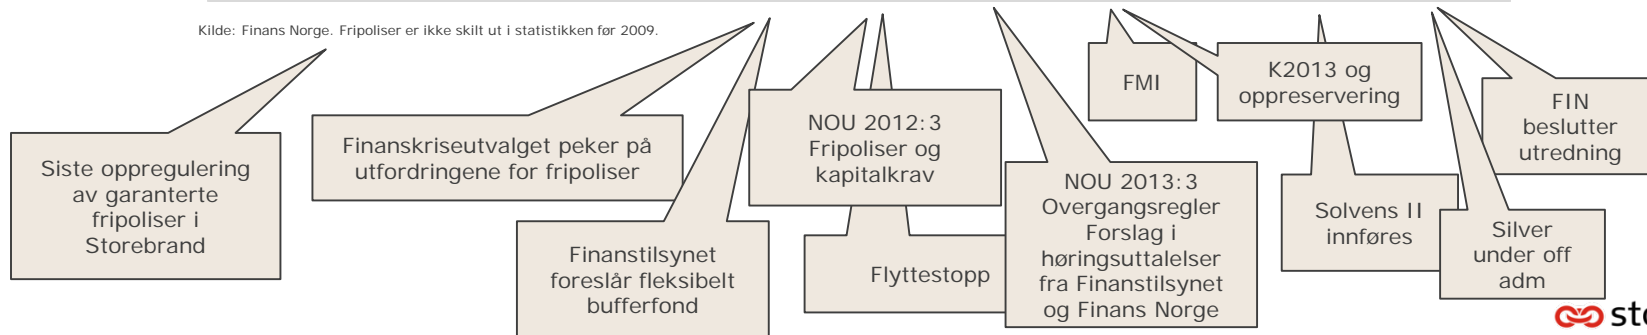 Kilde: Finans Norge. Fripoliser er ikke skilt ut i statistikken før 2009.
Siste oppregulering
av garanterte
fripoliser i
Storebrand
Finanskriseutvalget peker på
utfordringene for fripoliser
Finanstilsynet
foreslår fleksibelt
bufferfond
NOU 2012:3
Fripoliser og
kapitalkrav
Flyttestopp
NOU 2013:3
Overgangsregler
Forslag i
høringsuttalelser
fra Finanstilsynet
og Finans Norge
FMI
K2013 og
oppreservering
Solvens II
innføres
Silver
under off
adm
FIN
beslutter
utredning